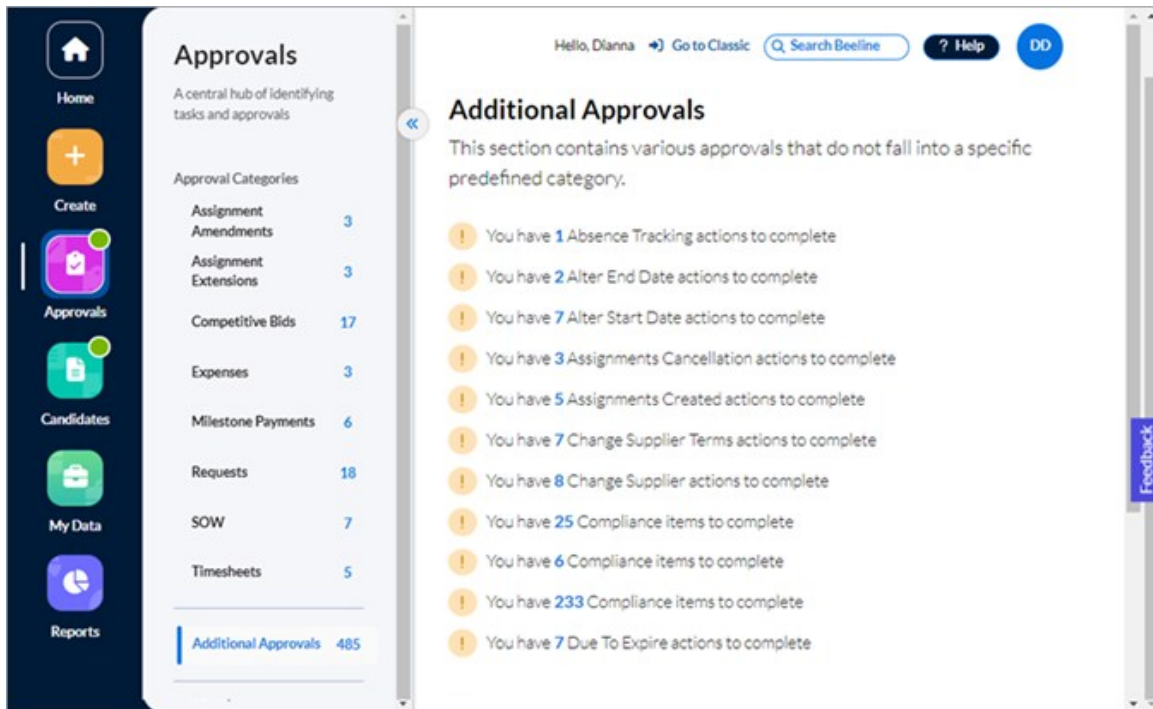 Home
Create
Approvals
Candidates
My Data
Reports
Approvals
A central hub of identifying
tasks and approvals
Approval Categories
Assignment
Amendments 3
Assignment
Extensions 3
Competitive Bids 17
Expenses 3
Milestone Payments 6
Requests 18
SOW 7
Timesheets 5
Additional Approvals 485
Hello, Dianna Go to Classic Search Beeline ? Help DD
Additional Approvals
This section contains various approvals that do not fall into a specific
predefined category.
! You have 1 Absence Tracking actions to complete
! You have 2 Alter End Date actions to complete
! You have 7 Alter Start Date actions to complete
! You have 3 Assignments Cancellation actions to complete
! You have 5 Assignments Created actions to complete
! You have 7 Change Supplier Terms actions to complete
! You have 8 Change Supplier actions to complete
! You have 25 Compliance items to complete
! You have 6 Compliance items to complete
! You have 233 Compliance items to complete
! You have 7 Due To Expire actions to complete
Feedback